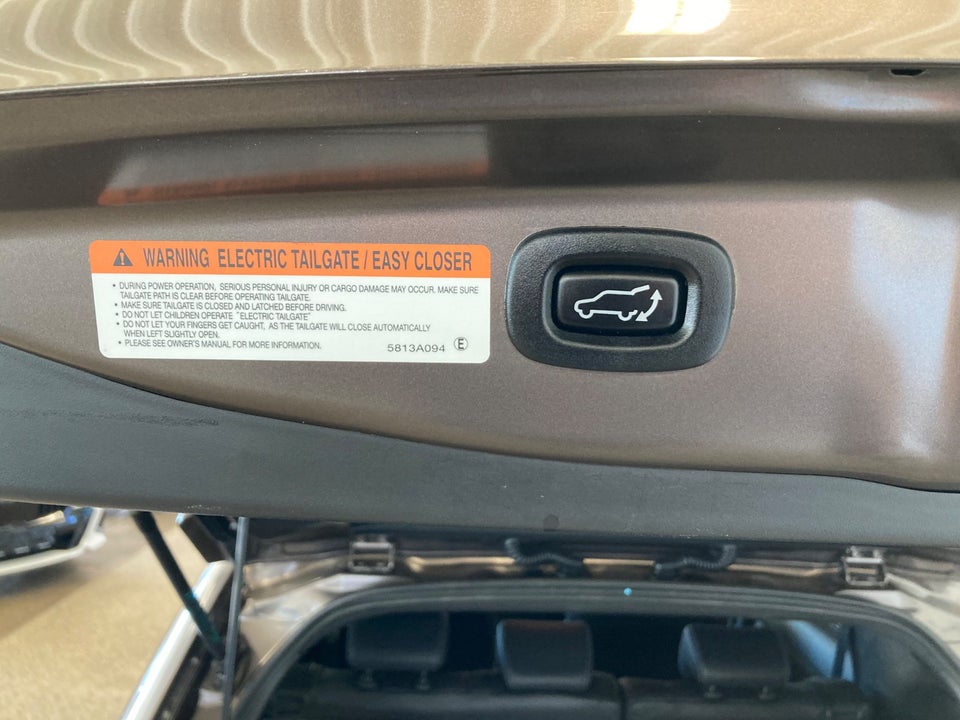 WARNING ELECTRIC TAILGATE / EASY CLOSER
• DURING POWER OPERATION, SERIOUS PERSONAL INJURY OR CARGO DAMAGE MAY OCCUR. MAKE SURE
TAILGATE PATH IS CLEAR BEFORE OPERATING TAILGATE.
• MAKE SURE TAILGATE IS CLOSED AND LATCHED BEFORE DRIVING.
• DO NOT LET CHILDREN OPERATE "ELECTRIC TAILGATE"
• DO NOT LET YOUR FINGERS GET CAUGHT, AS THE TAILGATE WILL CLOSE AUTOMATICALLY
WHEN LEFT SLIGHTLY OPEN.
• PLEASE SEE OWNER'S MANUAL FOR MORE INFORMATION.
5813A094 Ⓔ